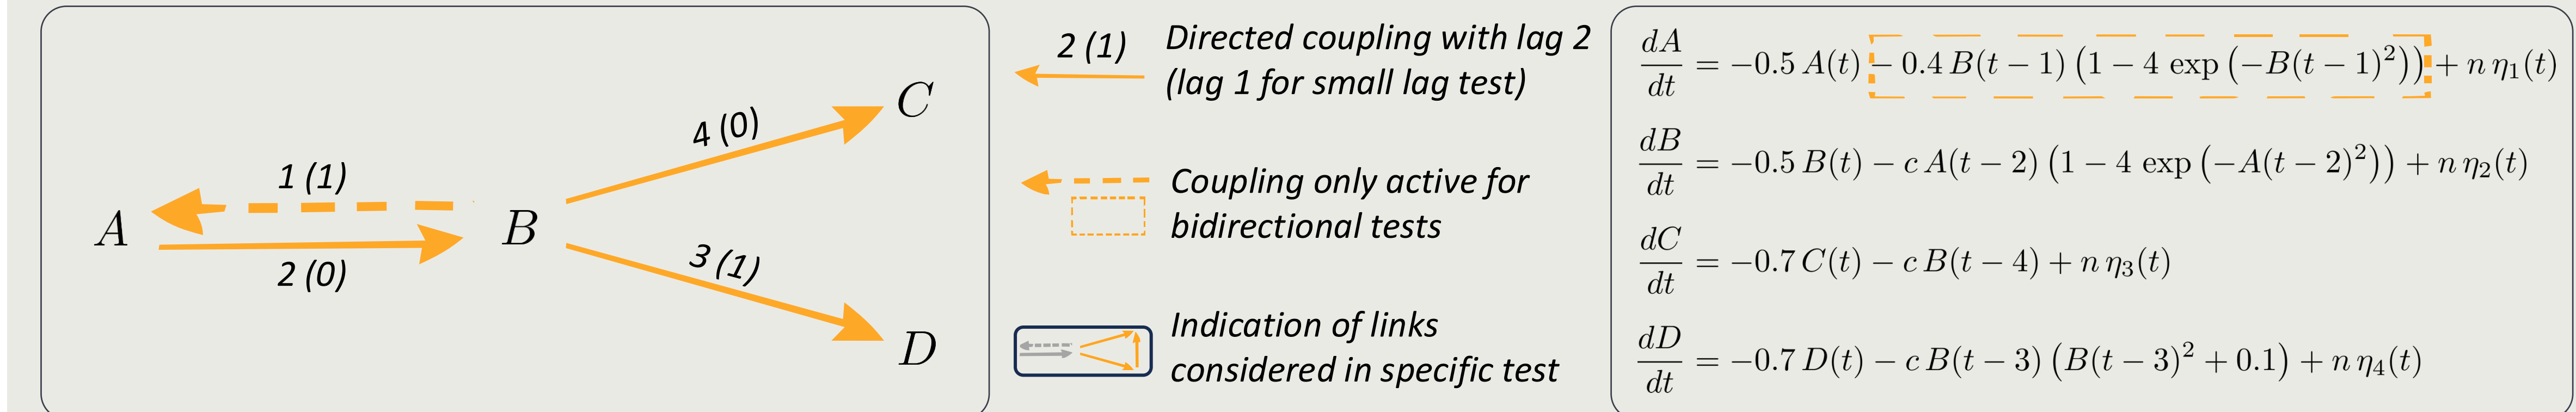 A
1 (1)
2 (0)
B
4 (0)
3 (1)
C
D
2 (1)
Directed coupling with lag 2
(lag 1 for small lag test)
Coupling only active for
bidirectional tests
Indication of links
considered in specific test
dA/dt = −0.5 A(t) − 0.4 B(t − 1) (1 − 4 exp (−B(t − 1)²)) + n η₁(t)
dB/dt = −0.5 B(t) − c A(t − 2) (1 − 4 exp (−A(t − 2)²)) + n η₂(t)
dC/dt = −0.7 C(t) − c B(t − 4) + n η₃(t)
dD/dt = −0.7 D(t) − c B(t − 3) (B(t − 3)² + 0.1) + n η₄(t)